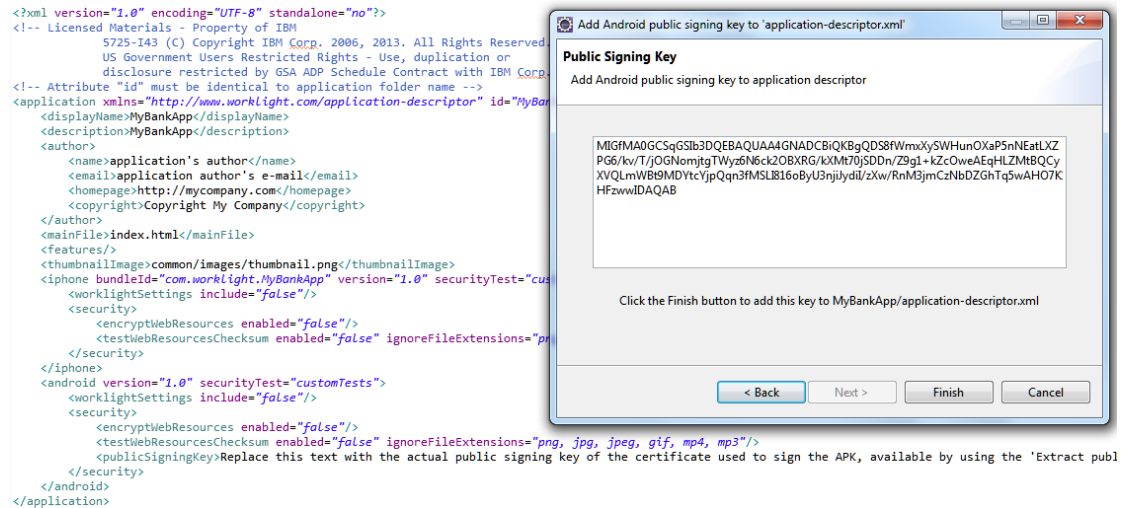 <?xml version="1.0" encoding="UTF-8" standalone="no"?>
<!-- Licensed Materials - Property of IBM
5725-I43 (C) Copyright IBM Corp. 2006, 2013. All Rights Reserved.
US Government Users Restricted Rights - Use, duplication or
disclosure restricted by GSA ADP Schedule Contract with IBM Corp.
<!-- Attribute "id" must be identical to application folder name -->
<application xmlns="http://www.worklight.com/application-descriptor" id="MyBan
<displayName>MyBankApp</displayName>
<description>MyBankApp</description>
<author>
<name>application's author</name>
<email>application author's e-mail</email>
<homepage>http://mycompany.com</homepage>
<copyright>Copyright My Company</copyright>
</author>
<mainFile>index.html</mainFile>
<features/>
<thumbnailImage>common/images/thumbnail.png</thumbnailImage>
<iphone bundleId="com.worklight.MyBankApp" version="1.0" securityTest="cus
<worklightSettings include="false"/>
<security>
<encryptWebResources enabled="false"/>
<testWebResourcesChecksum enabled="false" ignoreFileExtensions="pn
</security>
</iphone>
<android version="1.0" securityTest="customTests">
<worklightSettings include="false"/>
<security>
<encryptWebResources enabled="false"/>
<testWebResourcesChecksum enabled="false" ignoreFileExtensions="png, jpg, jpeg, gif, mp4, mp3"/>
<publicSigningKey>Replace this text with the actual public signing key of the certificate used to sign the APK, available by using the 'Extract publ
</security>
</android>
</application>
Add Android public signing key to 'application-descriptor.xml'
Public Signing Key
Add Android public signing key to application descriptor
MIGfMA0GCSqGSIb3DQEBAQUAA4GNADCBiQKBgQDS8fWmxXySWHunOXaP5nNEatLXZ
PG6/kv/T/jOGNomjtgTWyz6N6ck2OBXRG/kXMt70jSDDn/Z9g1+kZcOweAEqHLZMtBQCy
XVQLmWBt9MDYtcYjpQqn3fMSLI816oByU3njiUydiI/zXw/RnM3jmCzNbDZGhTq5wAHO7K
HFzwwIDAQAB
Click the Finish button to add this key to MyBankApp/application-descriptor.xml
< Back
Next >
Finish
Cancel